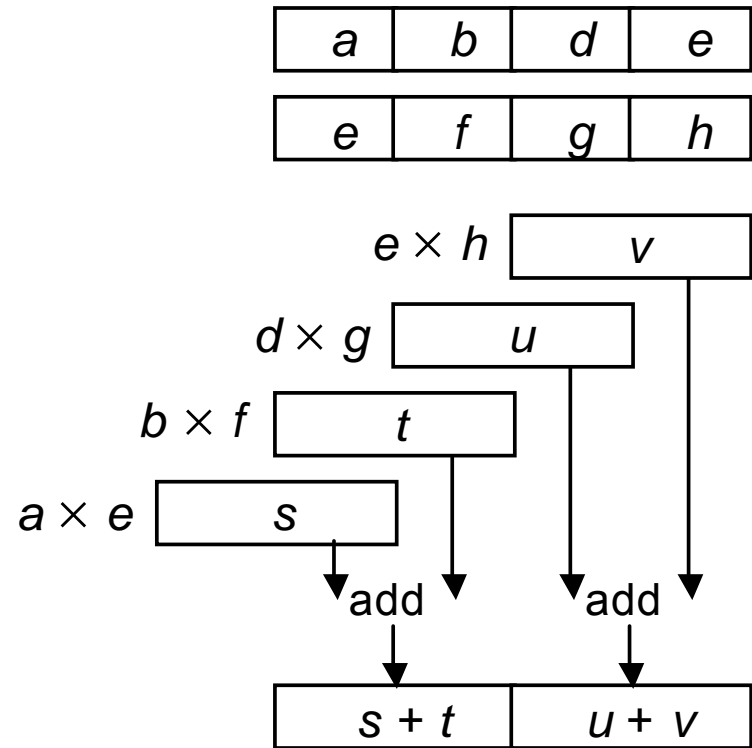 a b d e
e f g h
e × h v
d × g u
b × f t
a × e s
add add
s + t u + v